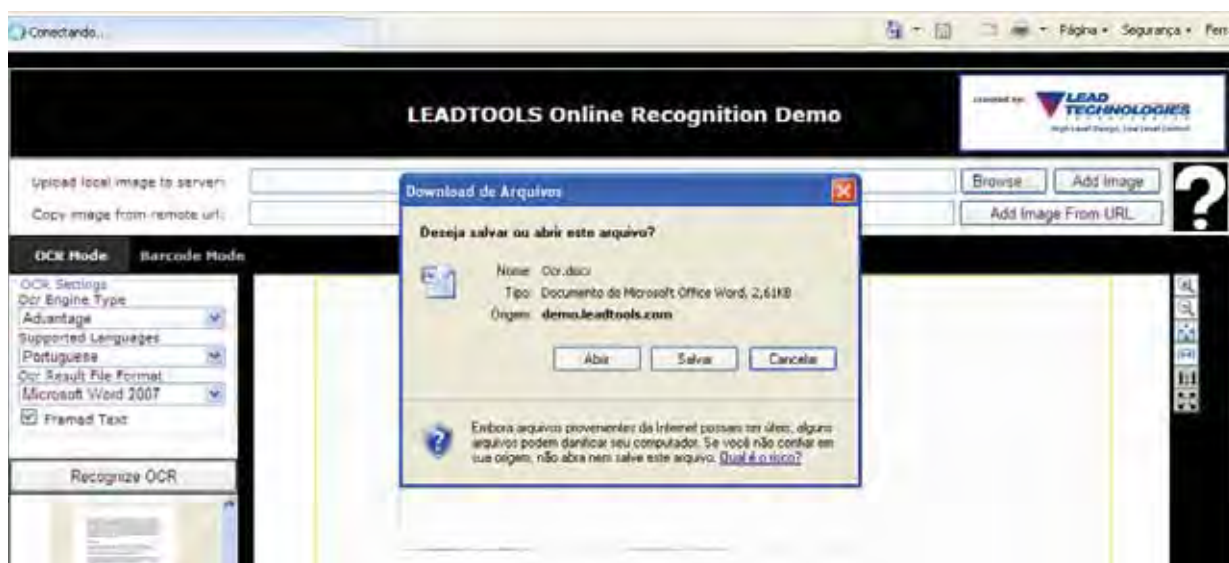 Conectando...
Página
Segurança
LEADTOOLS Online Recognition Demo
LEAD
TECHNOLOGIES
Upload local image to server:
Browse...
Add Image
Copy image from remote url:
Add Image From URL
Download de Arquivos
Deseja salvar ou abrir este arquivo?
Nome: Ocr.docx
Tipo: Documento de Microsoft Office Word, 2,61KB
Origem: demo.leadtools.com
Abrir
Salvar
Cancelar
Embora arquivos provenientes da Internet possam ser úteis, alguns
arquivos podem danificar seu computador. Se você não confiar em
sua origem, não abra nem salve este arquivo. Qual é o risco?
OCR Mode
Barcode Mode
OCR Settings
Ocr Engine Type
Advantage
Supported Languages
Portuguese
Ocr Result File Format
Microsoft Word 2007
Framed Text
Recognize OCR
1:1